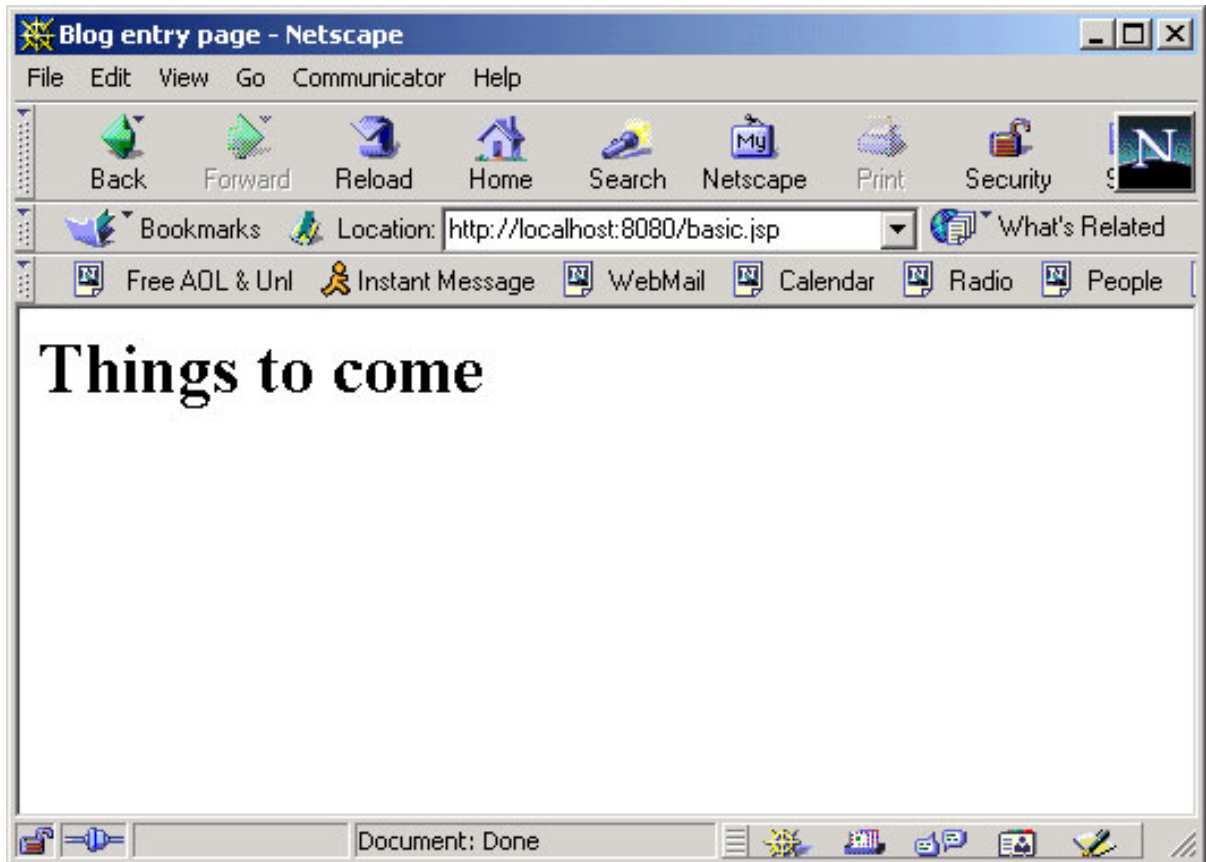 Blog entry page - Netscape
File Edit View Go Communicator Help
My N
Back Forward Reload Home Search Netscape Print Security
Bookmarks Location: http://localhost:8080/basic.jsp What's Related
Free AOL & Unl Instant Message WebMail Calendar Radio People
Things to come
Document: Done